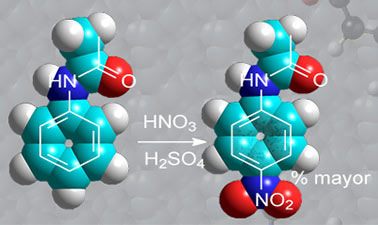 HN
O
HNO₃
H₂SO₄
HN
O
% mayor
NO₂